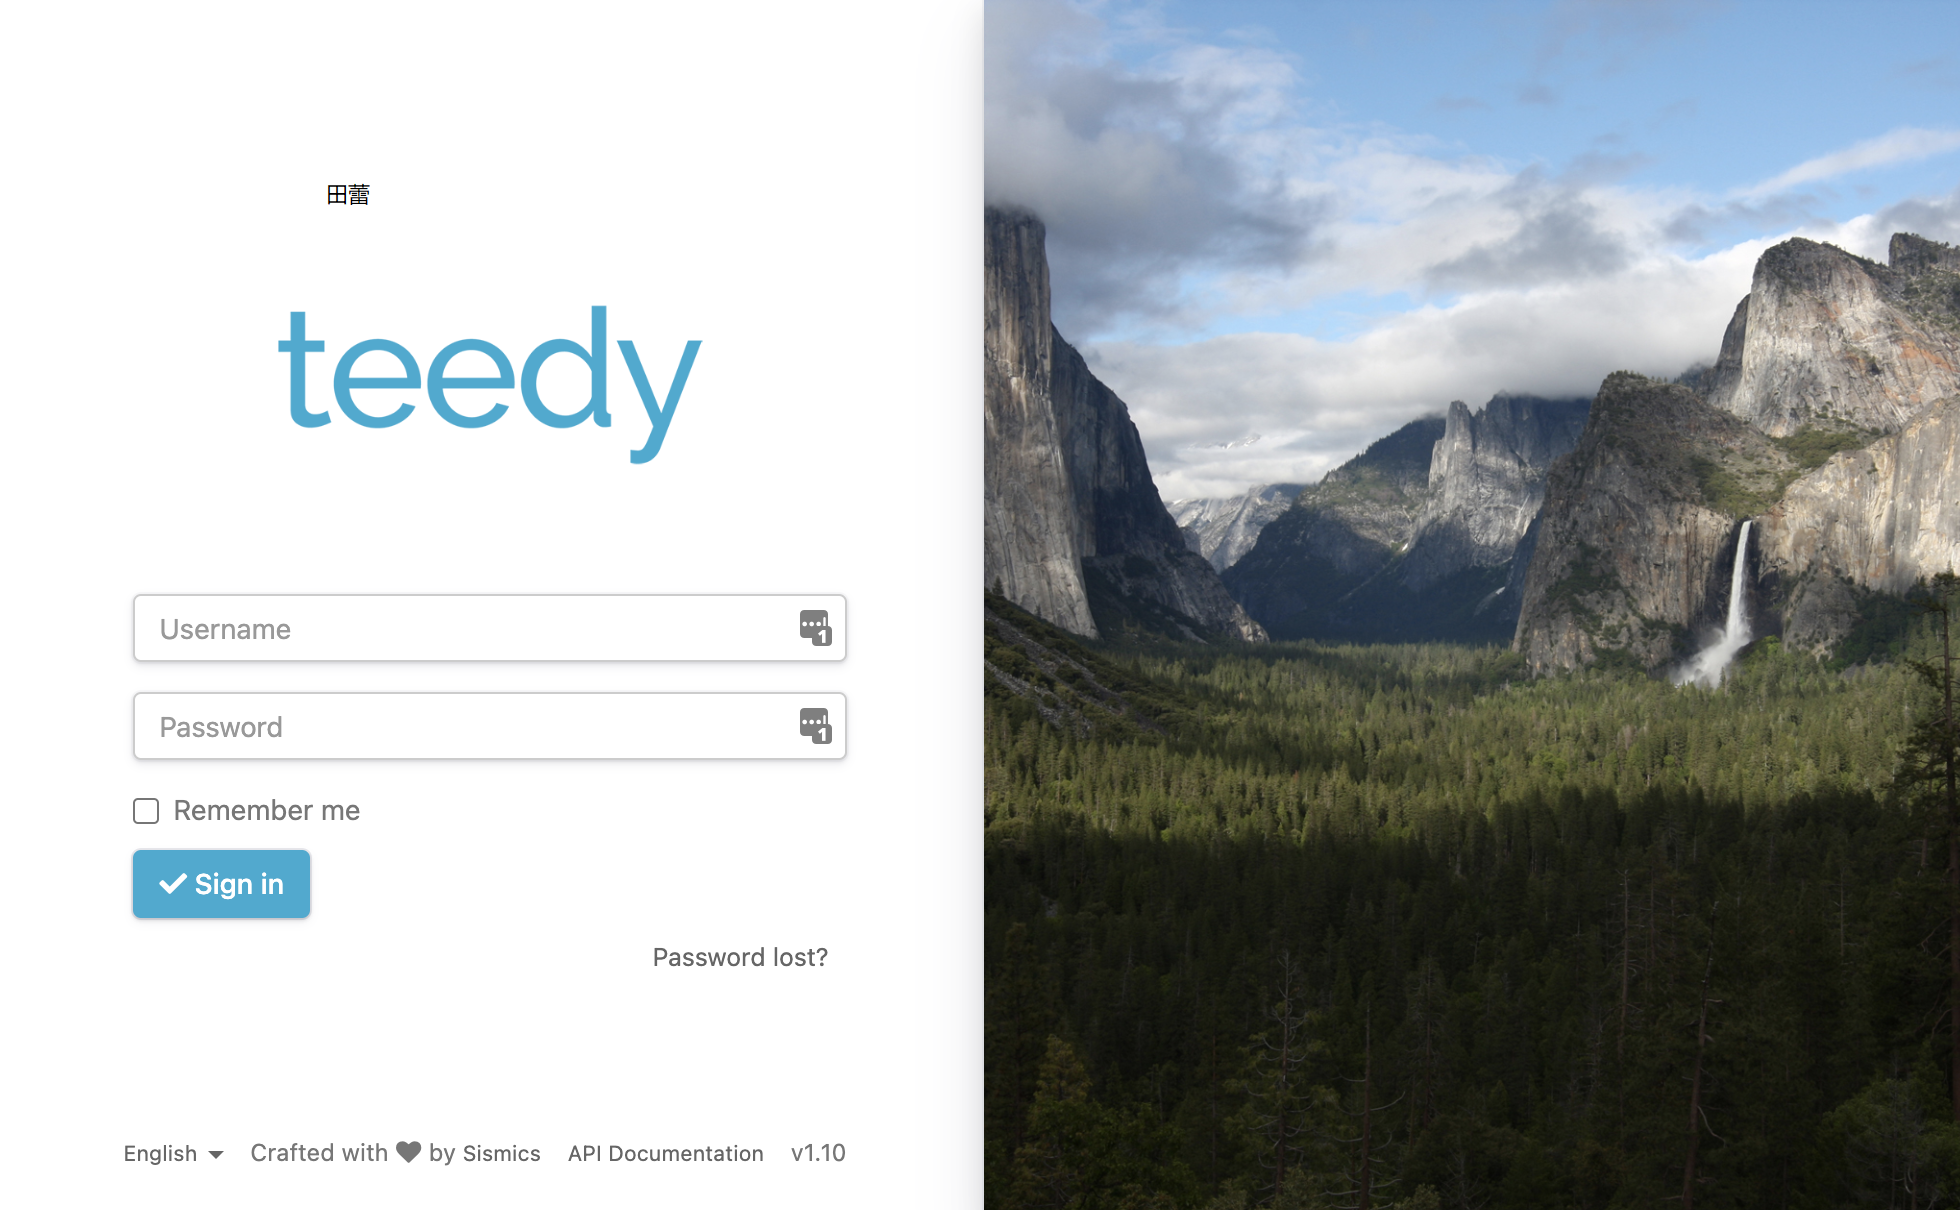 田蕾
teedy
Username
Password
Remember me
Sign in
Password lost?
English Crafted with by Sismics API Documentation v1.10